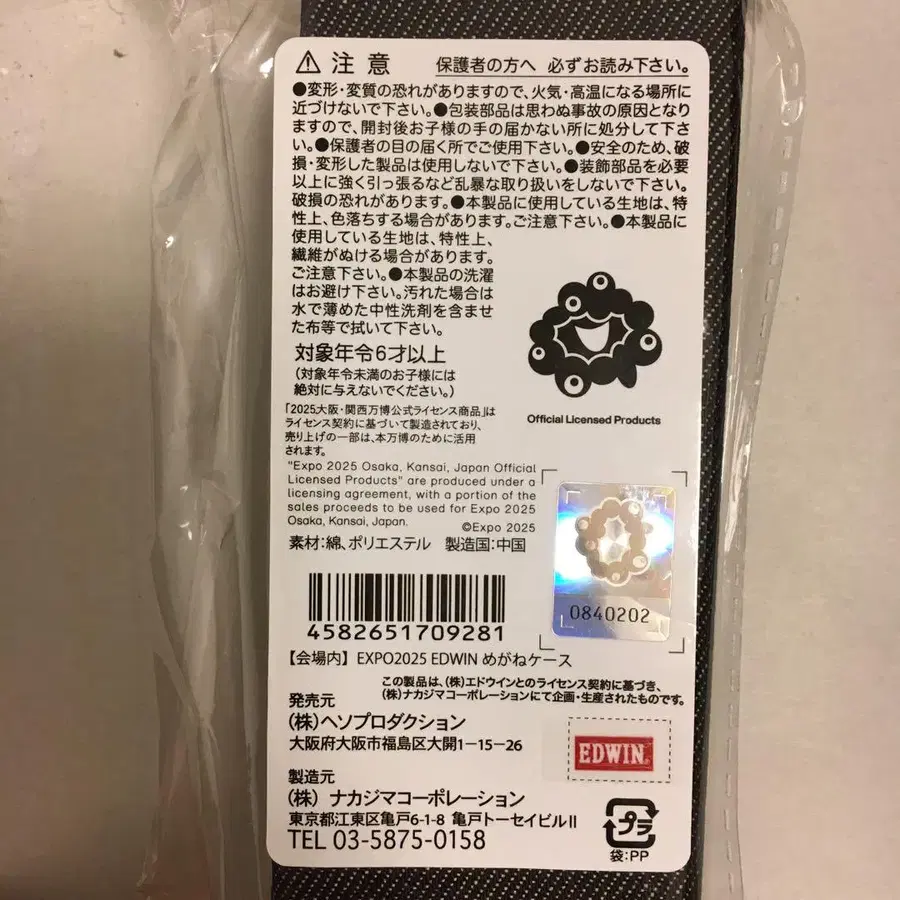 注意 保護者の方へ 必ずお読み下さい。
●変形・変質の恐れがありますので、火気・高温になる場所に
近づけないで下さい。●包装部品は思わぬ事故の原因となり
ますので、開封後お子様の手の届かない所に処分して下さ
い。●保護者の目の届く所でご使用下さい。●安全のため、破
損・変形した製品は使用しないで下さい。●装飾部品を必要
以上に強く引っ張るなど乱暴な取り扱いをしないで下さい。
破損の恐れがあります。●本製品に使用している生地は、特
性上、色落ちする場合があります。ご注意下さい。●本製品に
使用している生地は、特性上、
繊維がぬける場合があります。
ご注意下さい。●本製品の洗濯
はお避け下さい。汚れた場合は
水で薄めた中性洗剤を含ませ
た布等で拭いて下さい。
対象年令6才以上
(対象年令未満のお子様には
絶対に与えないでください。)
「2025大阪・関西万博公式ライセンス商品」は
ライセンス契約に基づいて製造されており、
売り上げの一部は、本万博のために活用
されます。
Official Licensed Products
"Expo 2025 Osaka, Kansai, Japan Official
Licensed Products" are produced under a
licensing agreement, with a portion of the
sales proceeds to be used for Expo 2025
Osaka, Kansai, Japan. ©Expo 2025
素材:綿、ポリエステル 製造国:中国
0840202
4582651709281
【会場内】EXPO2025 EDWIN めがねケース
この製品は、(株)エドウインとのライセンス契約に基づき、
(株)ナカジマコーポレーションにて企画・生産されたものです。
発売元
(株)ヘソプロダクション
大阪府大阪市福島区大開1-15-26
EDWIN
製造元
(株) ナカジマコーポレーション
東京都江東区亀戸6-1-8 亀戸トーセイビルⅡ
TEL 03-5875-0158
プラ
袋:PP